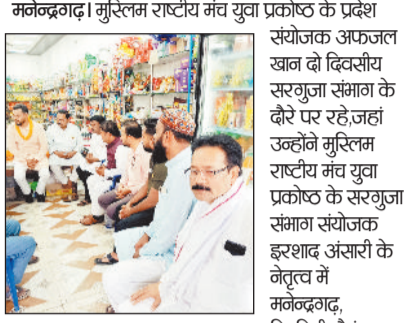 मनेन्द्रगढ़। मुस्लिम राष्टीय मंच युवा प्रकोष्ठ के प्रदेश
संयोजक अफजल
खान दो दिवसीय
सरगुजा संभाग के
दौरे पर रहे,जहां
उन्होंने मुस्लिम
राष्टीय मंच युवा
प्रकोष्ठ के सरगुजा
संभाग संयोजक
इरशाद अंसारी के
नेतृत्व में
मनेन्द्रगढ़,